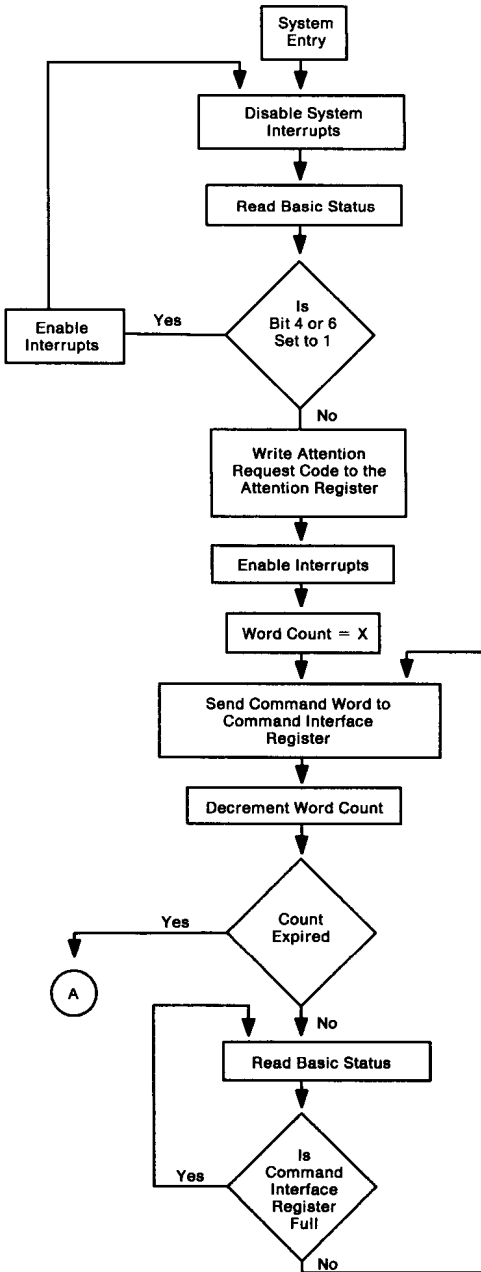 System
Entry
Disable System
Interrupts
Read Basic Status
Is
Bit 4 or 6
Set to 1
Yes
Enable
Interrupts
No
Write Attention
Request Code to the
Attention Register
Enable Interrupts
Word Count = X
Send Command Word to
Command Interface
Register
Decrement Word Count
Count
Expired
Yes
A
No
Read Basic Status
Is
Command
Interface
Register
Full
Yes
No